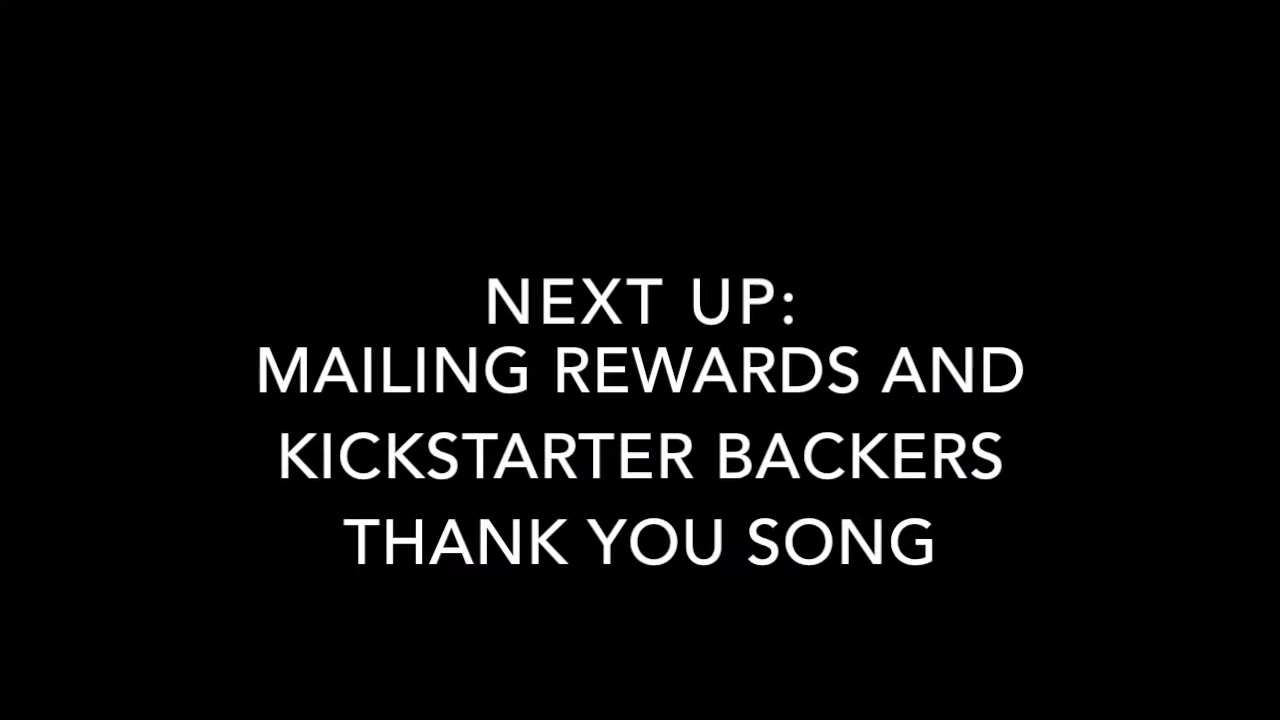 NEXT UP:
MAILING REWARDS AND
KICKSTARTER BACKERS
THANK YOU SONG